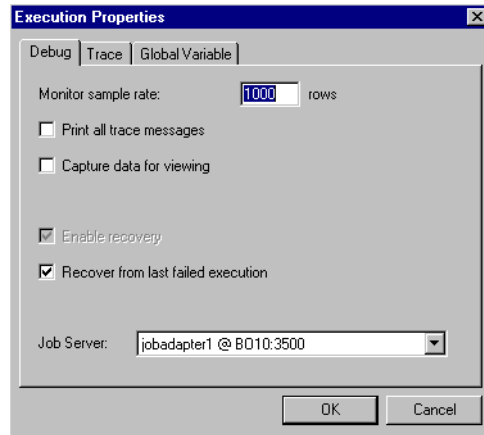 Execution Properties
Debug Trace Global Variable
Monitor sample rate: 1000 rows
Print all trace messages
Capture data for viewing
Enable recovery
Recover from last failed execution
Job Server: jobadapter1 @ BO10:3500
OK Cancel